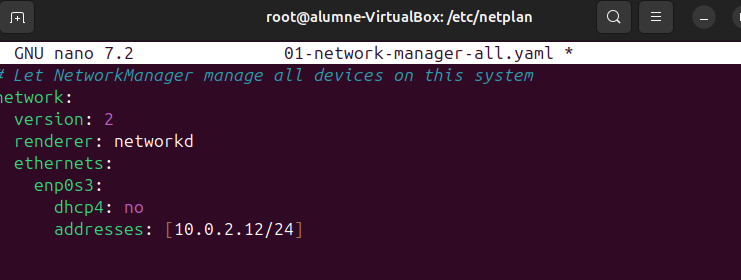 root@alumne-VirtualBox: /etc/netplan
GNU nano 7.2 01-network-manager-all.yaml *
# Let NetworkManager manage all devices on this system
network:
version: 2
renderer: networkd
ethernets:
enp0s3:
dhcp4: no
addresses: [10.0.2.12/24]